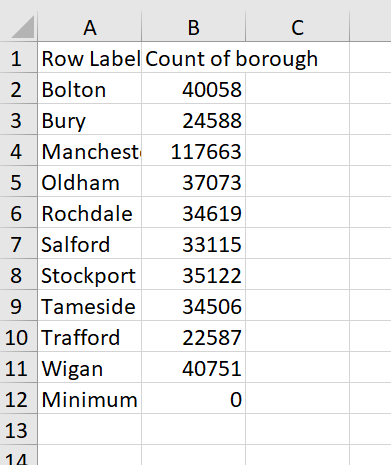 A B C
1 Row Label Count of borough
2 Bolton 40058
3 Bury 24588
4 Manchest 117663
5 Oldham 37073
6 Rochdale 34619
7 Salford 33115
8 Stockport 35122
9 Tameside 34506
10 Trafford 22587
11 Wigan 40751
12 Minimum 0
13
14